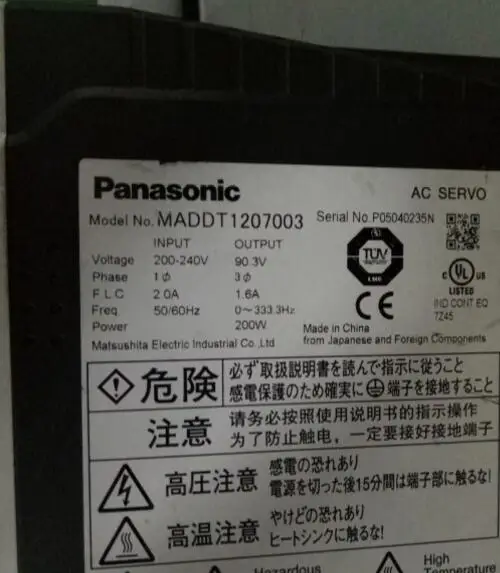 Panasonic AC SERVO
Model No. MADDT1207003 Serial No. P05040235N
INPUT OUTPUT
Voltage 200-240V 90.3V
Phase 1ϕ 3ϕ
F L C 2.0A 1.6A
Freq. 50/60Hz 0～333.3Hz
Power 200W
TÜV
CE
C UL US
LISTED
IND CONT EQ
7Z45
Made in China
from Japanese and Foreign Components
Matsushita Electric Industrial Co.,Ltd
危険
必ず取扱説明書を読んで指示に従うこと
感電保護のため確実に⏚端子を接地すること
注意
请务必按照使用说明书的指示操作
为了防止触电，一定要接好接地端子
高圧注意
感電の恐れあり
電源を切った後15分間は端子部に触るな!
高温注意
やけどの恐れあり
ヒートシンクに触るな!
Hazardous High
Temperature